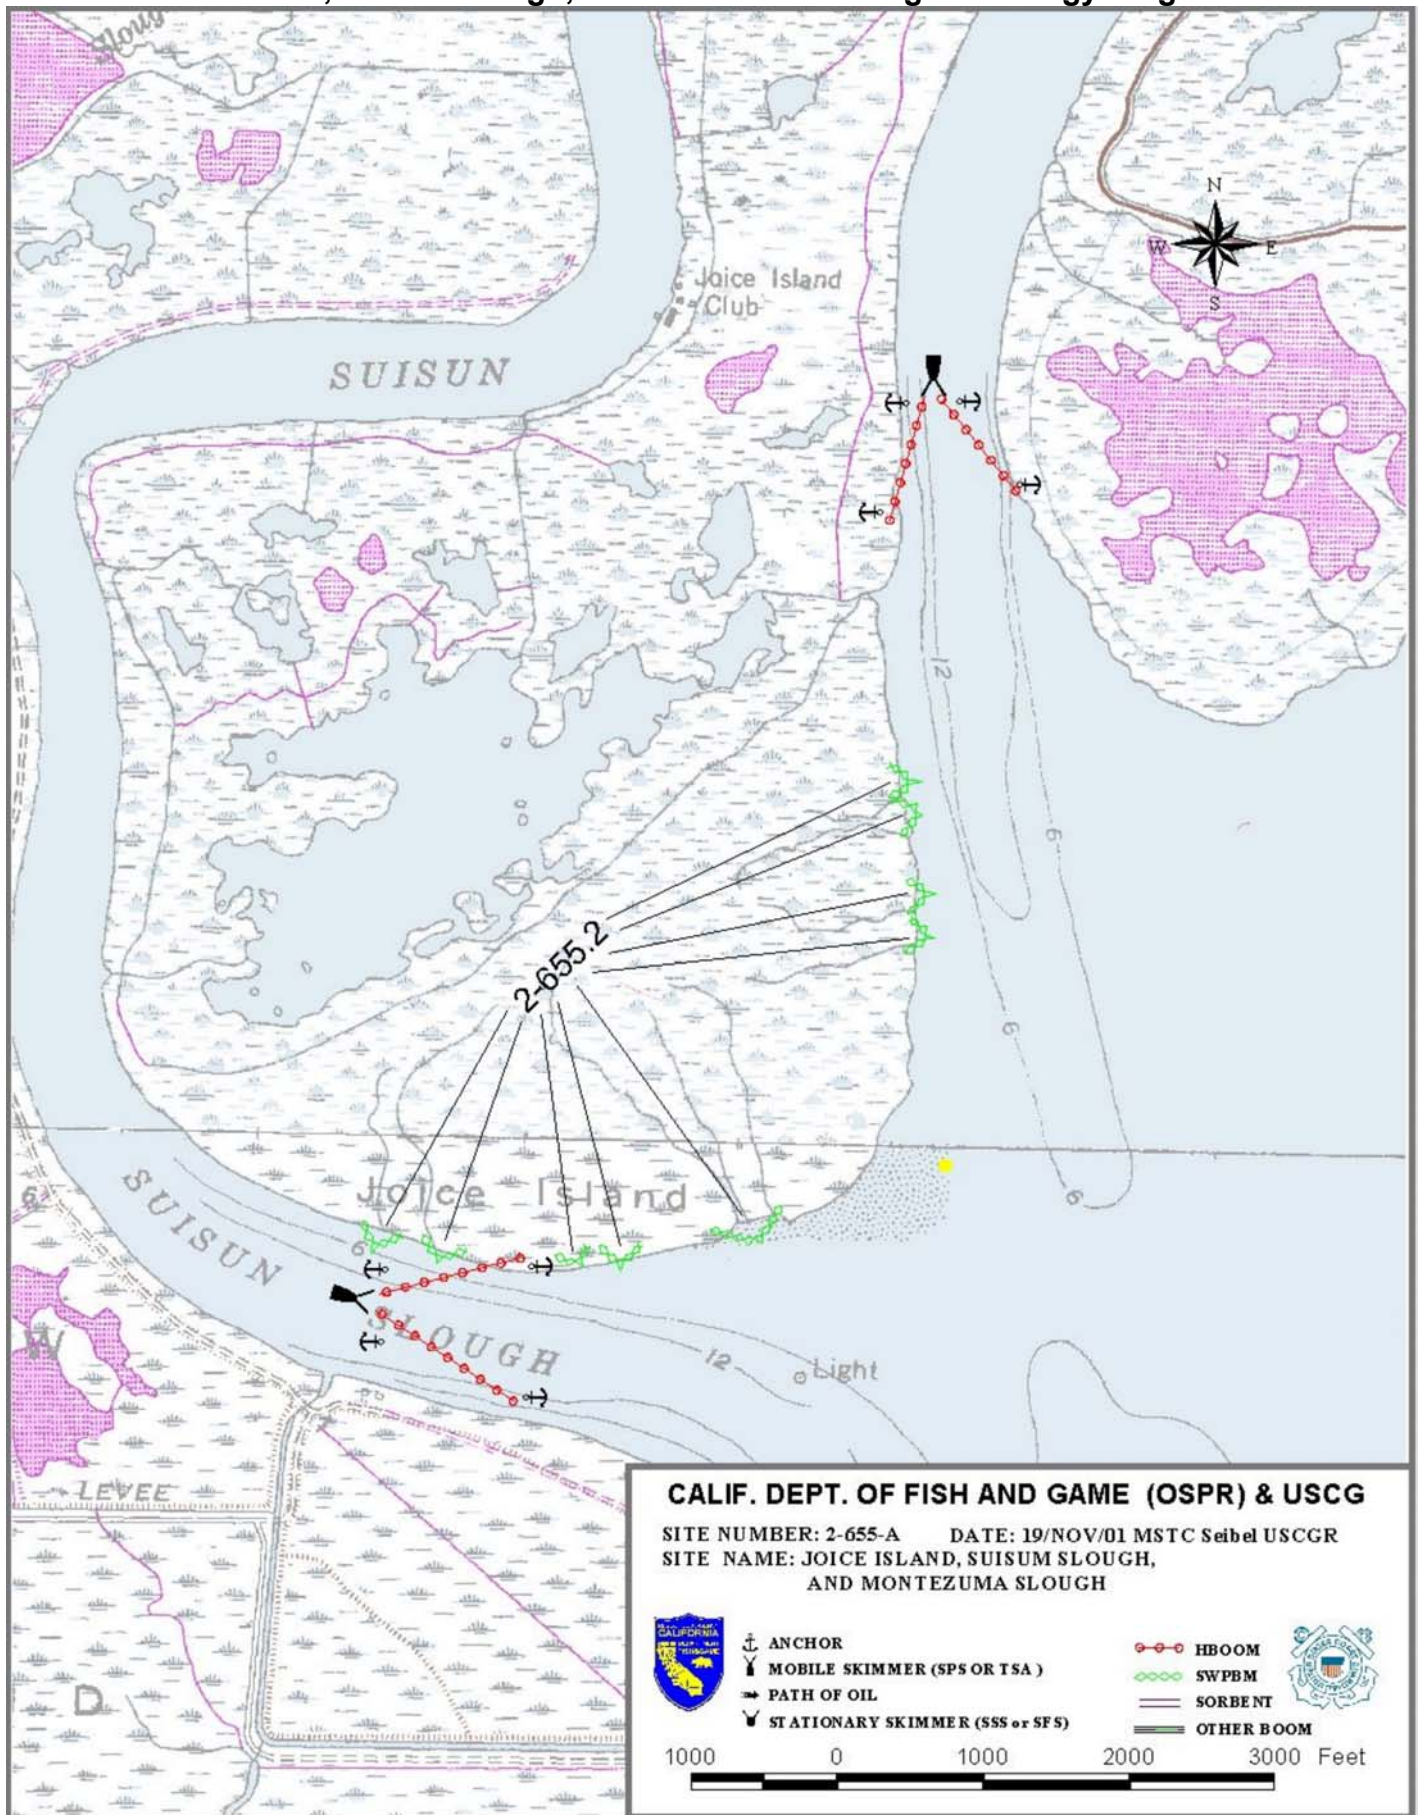 N
W E
S
Joice Island
Club
SUISUN
12
6
2-655.2
6
6
6
Joice Island
6
SUISUN
SLOUGH
12
Light
W
LEVEE
D
CALIF. DEPT. OF FISH AND GAME (OSPR) & USCG
SITE NUMBER: 2-655-A DATE: 19/NOV/01 MSTC Seibel USCGR
SITE NAME: JOICE ISLAND, SUISUM SLOUGH,
AND MONTEZUMA SLOUGH
CALIFORNIA
ANCHOR
MOBILE SKIMMER (SPS OR TSA )
PATH OF OIL
STATIONARY SKIMMER (SSS or SFS)
HBOOM
SWPBM
SORBENT
OTHER BOOM
1000 0 1000 2000 3000 Feet